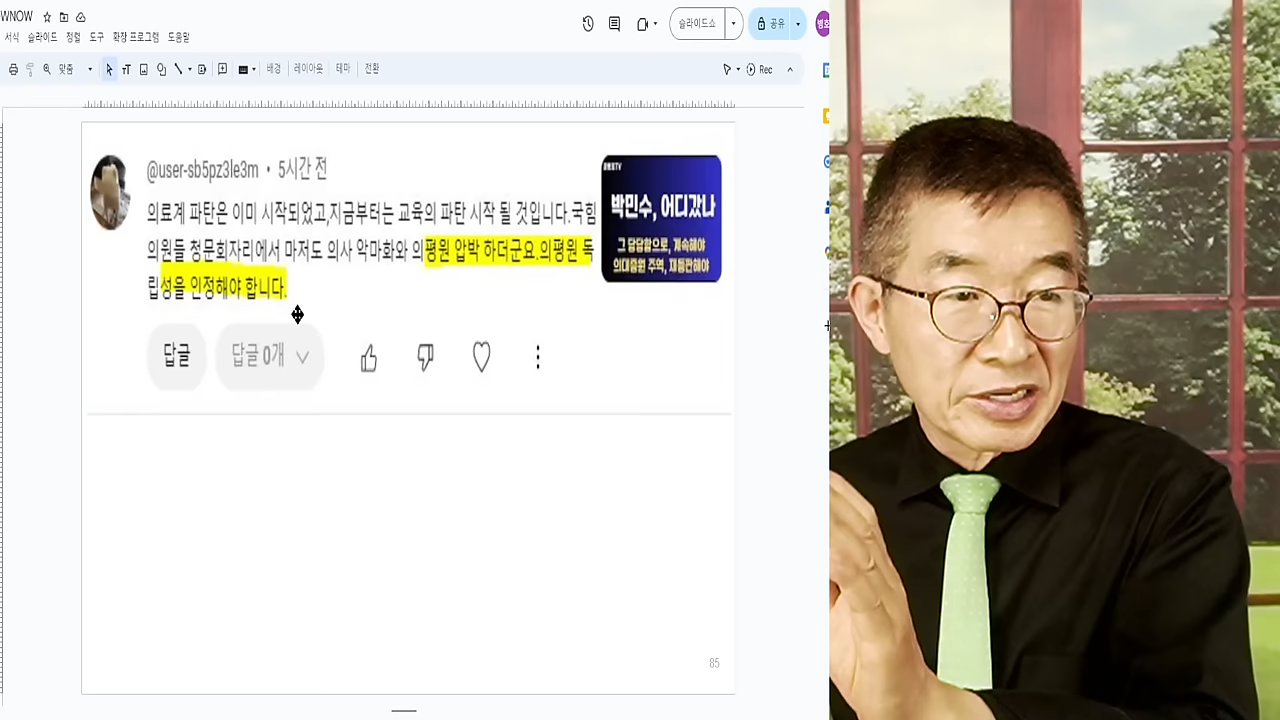 WNOW
서식 슬라이드 정렬 도구 확장 프로그램 도움말
슬라이드쇼
공유
맞춤
배경 레이아웃 테마 전환
Rec
@user-sb5pz3le3m • 5시간 전
의료계 파탄은 이미 시작되었고,지금부터는 교육의 파탄 시작 될 것입니다.국힘
의원들 청문회자리에서 마저도 의사 악마화와 의평원 압박 하더군요.의평원 독
립성을 인정해야 합니다.
박민수, 어디갔나
그 당당함으로, 계속해야
의대증원 주역, 재등판해야
답글
답글 0개
85